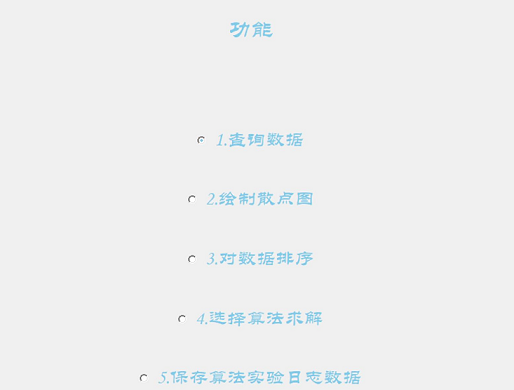 功能
1.查询数据
2.绘制散点图
3.对数据排序
4.选择算法求解
5.保存算法实验日志数据